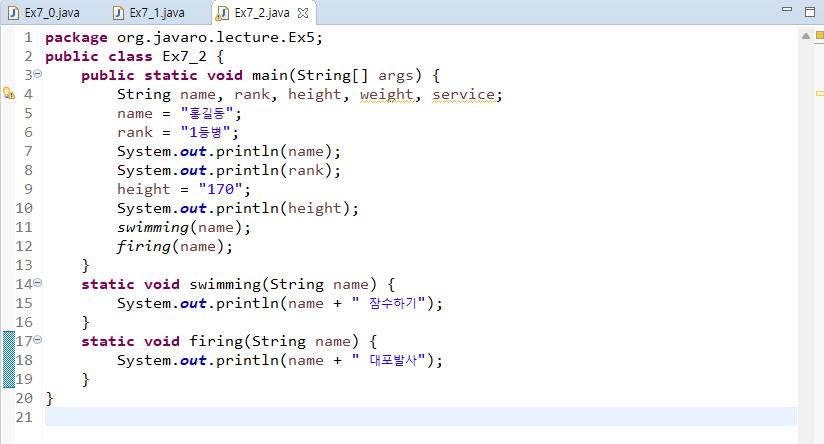 Ex7_0.java Ex7_1.java Ex7_2.java
1 package org.javaro.lecture.Ex5;
2 public class Ex7_2 {
3 public static void main(String[] args) {
4 String name, rank, height, weight, service;
5 name = "홍길동";
6 rank = "1등병";
7 System.out.println(name);
8 System.out.println(rank);
9 height = "170";
10 System.out.println(height);
11 swimming(name);
12 firing(name);
13 }
14 static void swimming(String name) {
15 System.out.println(name + " 잠수하기");
16 }
17 static void firing(String name) {
18 System.out.println(name + " 대포발사");
19 }
20 }
21